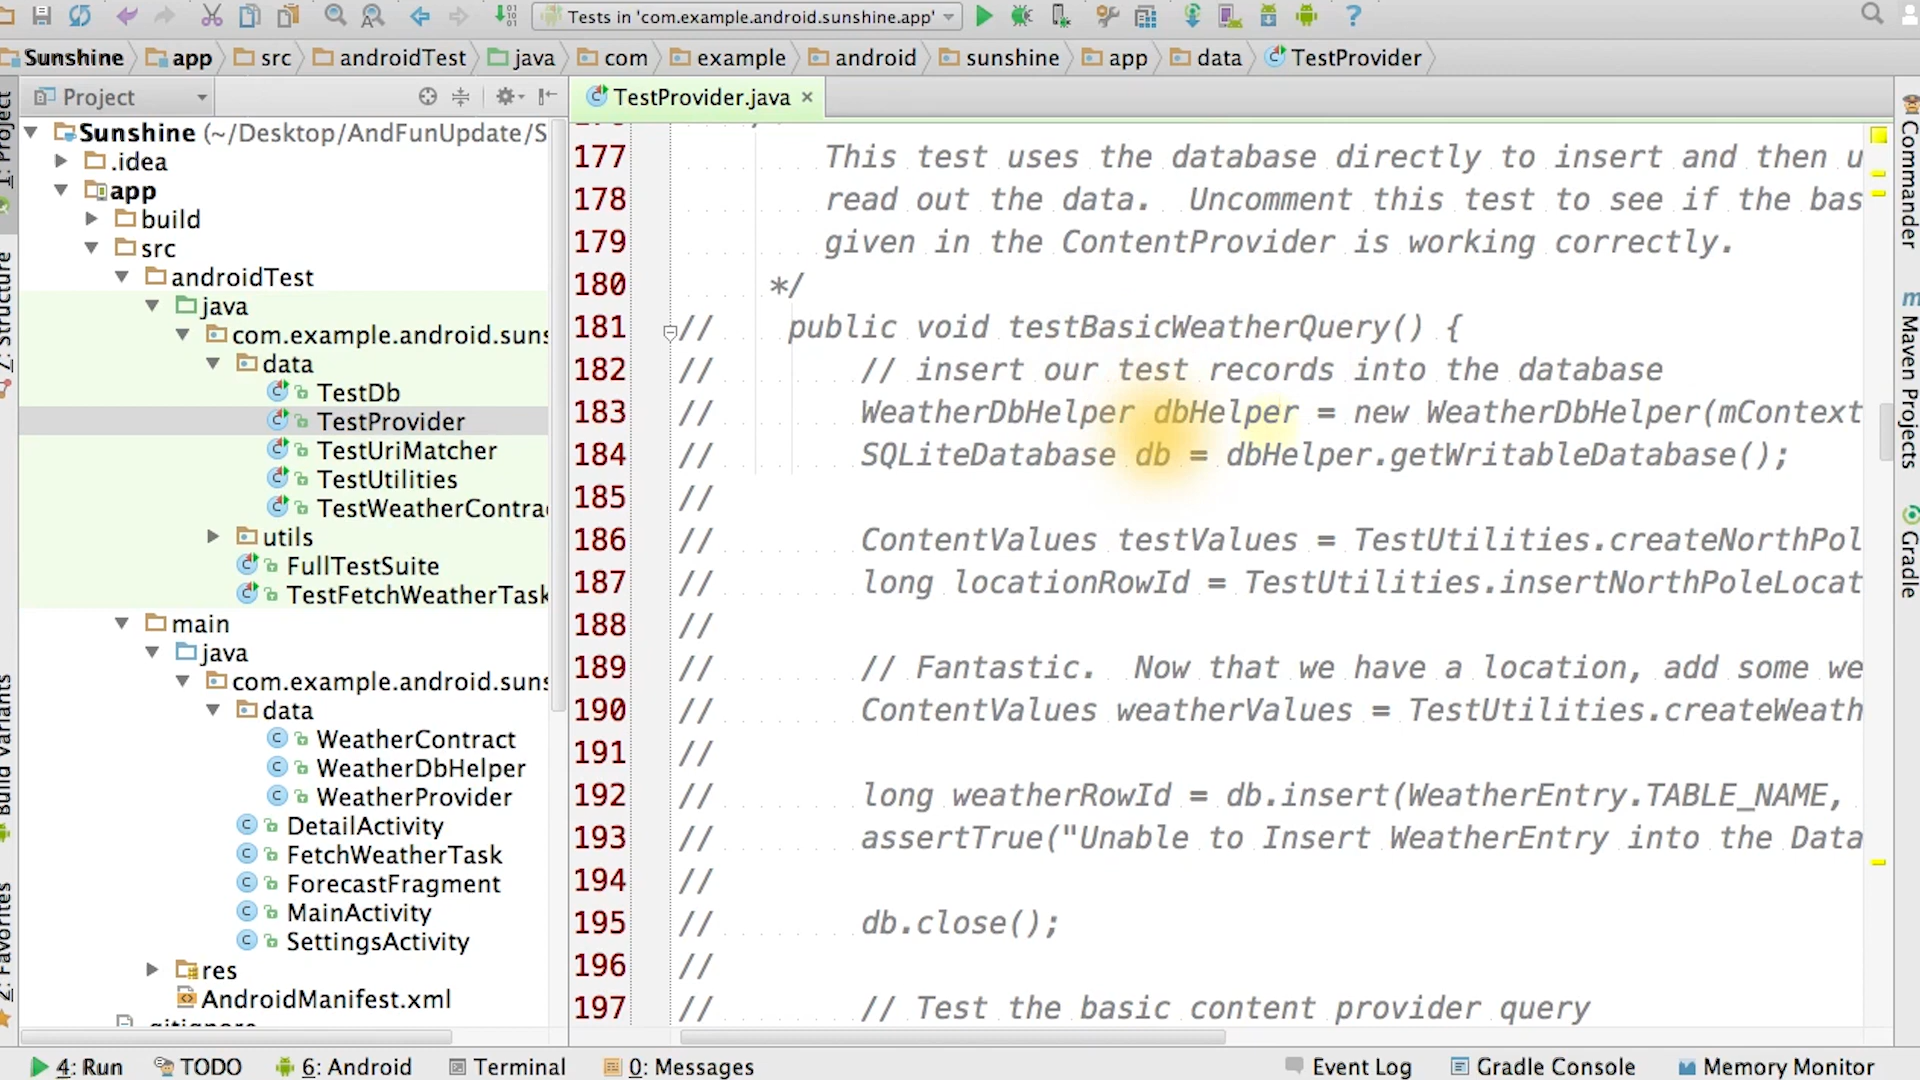 Tests in 'com.example.android.sunshine.app'
Sunshine app src androidTest java com example android sunshine app data TestProvider
Project
TestProvider.java
1: Project
Z: Structure
Build Variants
2: Favorites
Sunshine (~/Desktop/AndFunUpdate/S
.idea
app
build
src
androidTest
java
com.example.android.suns
data
TestDb
TestProvider
TestUriMatcher
TestUtilities
TestWeatherContrac
utils
FullTestSuite
TestFetchWeatherTask
main
java
com.example.android.suns
data
WeatherContract
WeatherDbHelper
WeatherProvider
DetailActivity
FetchWeatherTask
ForecastFragment
MainActivity
SettingsActivity
res
AndroidManifest.xml
.gitignore
177 This test uses the database directly to insert and then u
178 read out the data. Uncomment this test to see if the bas
179 given in the ContentProvider is working correctly.
180 */
181 // public void testBasicWeatherQuery() {
182 // // insert our test records into the database
183 // WeatherDbHelper dbHelper = new WeatherDbHelper(mContext
184 // SQLiteDatabase db = dbHelper.getWritableDatabase();
185 //
186 // ContentValues testValues = TestUtilities.createNorthPol
187 // long locationRowId = TestUtilities.insertNorthPoleLocat
188 //
189 // // Fantastic. Now that we have a location, add some we
190 // ContentValues weatherValues = TestUtilities.createWeath
191 //
192 // long weatherRowId = db.insert(WeatherEntry.TABLE_NAME,
193 // assertTrue("Unable to Insert WeatherEntry into the Data
194 //
195 // db.close();
196 //
197 // // Test the basic content provider query
Commander
Maven Projects
Gradle
4: Run TODO 6: Android Terminal 0: Messages Event Log Gradle Console Memory Monitor